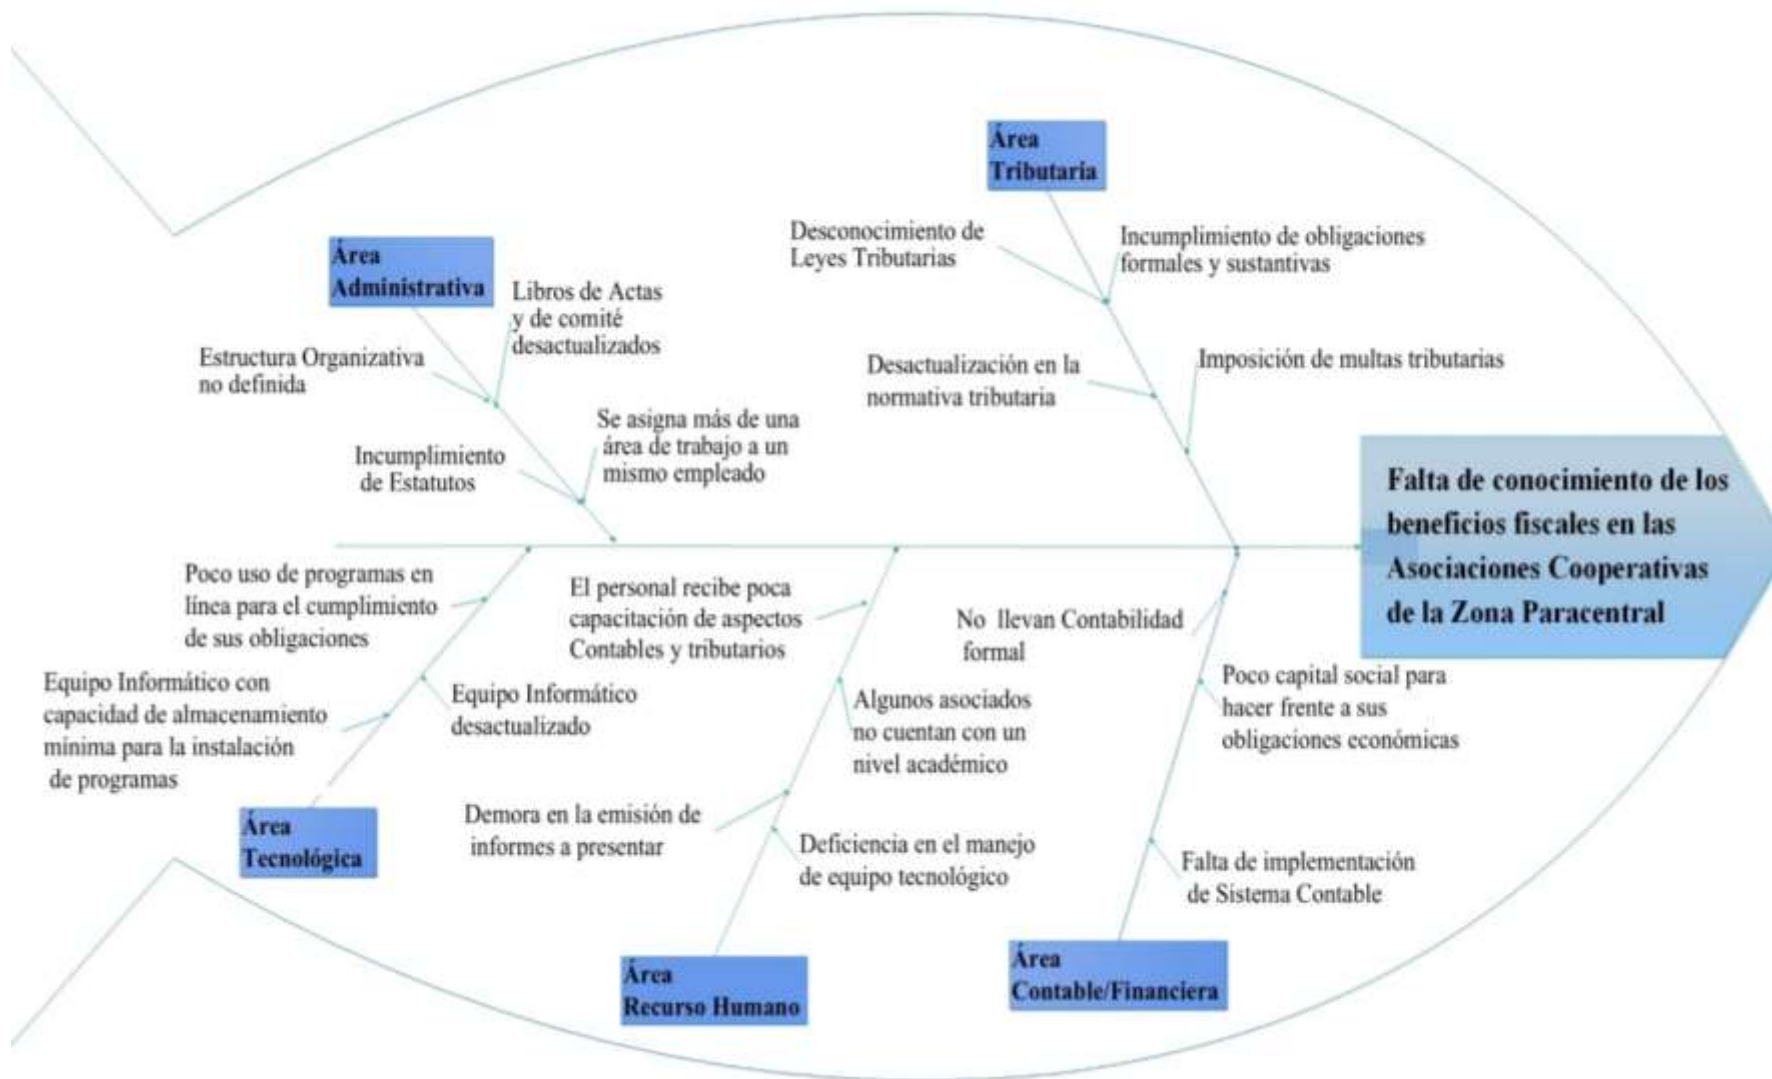 Área
Tributaria
Desconocimiento de
Leyes Tributarias
Incumplimiento de obligaciones
formales y sustantivas
Desactualización en la
normativa tributaria
Imposición de multas tributarias
Área
Administrativa
Libros de Actas
y de comité
desactualizados
Estructura Organizativa
no definida
Se asigna más de una
área de trabajo a un
mismo empleado
Incumplimiento
de Estatutos
Falta de conocimiento de los
beneficios fiscales en las
Asociaciones Cooperativas
de la Zona Paracentral
Poco uso de programas en
línea para el cumplimiento
de sus obligaciones
Equipo Informático con
capacidad de almacenamiento
mínima para la instalación
de programas
Equipo Informático
desactualizado
Área
Tecnológica
El personal recibe poca
capacitación de aspectos
Contables y tributarios
Algunos asociados
no cuentan con un
nivel académico
Demora en la emisión de
informes a presentar
Deficiencia en el manejo
de equipo tecnológico
Área
Recurso Humano
No llevan Contabilidad
formal
Poco capital social para
hacer frente a sus
obligaciones económicas
Falta de implementación
de Sistema Contable
Área
Contable/Financiera